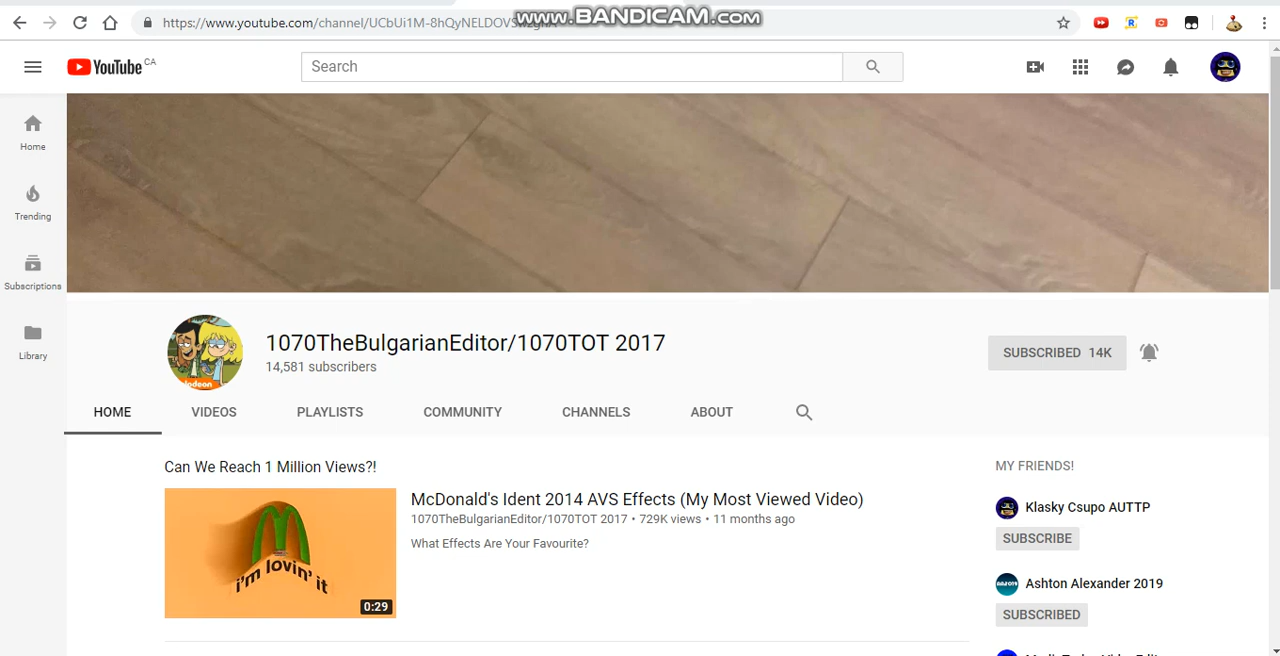 www.BANDICAM.com
https://www.youtube.com/channel/UCbUi1M-8hQyNELDOVS
YouTube CA
Search
Home
Trending
Subscriptions
Library
1070TheBulgarianEditor/1070TOT 2017
14,581 subscribers
SUBSCRIBED 14K
HOME VIDEOS PLAYLISTS COMMUNITY CHANNELS ABOUT
Can We Reach 1 Million Views?!
MY FRIENDS!
i'm lovin' it
0:29
McDonald's Ident 2014 AVS Effects (My Most Viewed Video)
1070TheBulgarianEditor/1070TOT 2017 • 729K views • 11 months ago
What Effects Are Your Favourite?
Klasky Csupo AUTTP
SUBSCRIBE
Ashton Alexander 2019
SUBSCRIBED